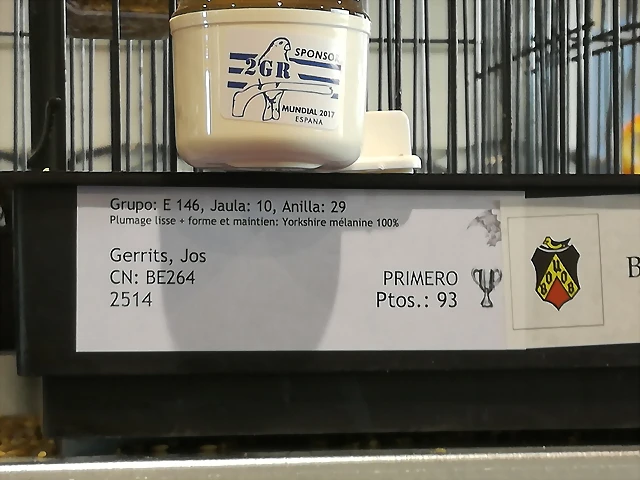 SPONSOR
2GR
MUNDIAL 2017
ESPAÑA
Grupo: E 146, Jaula: 10, Anilla: 29
Plumage lisse + forme et maintien: Yorkshire mélanine 100%
Gerrits, Jos
CN: BE264
2514
PRIMERO
Ptos.: 93
B